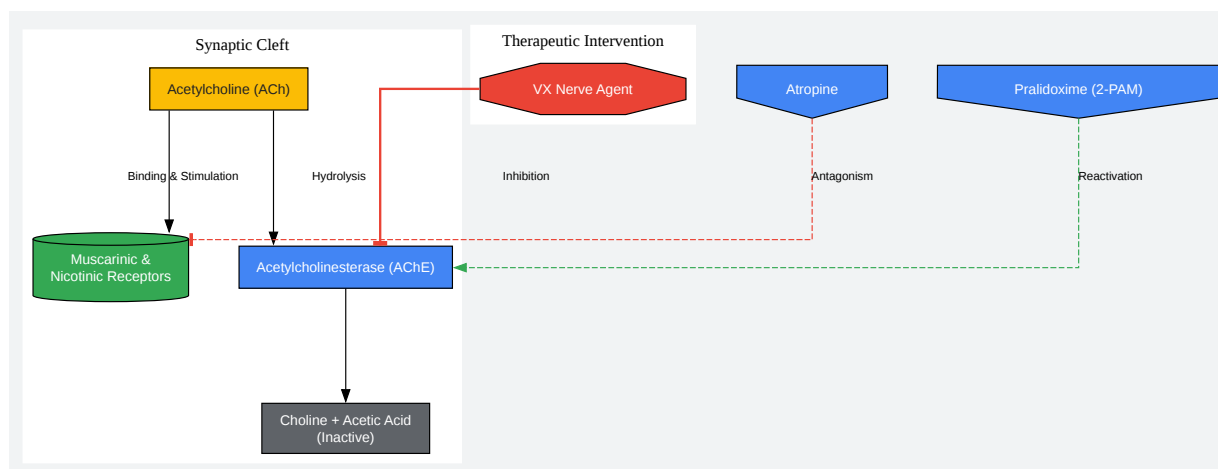 Synaptic Cleft
Therapeutic Intervention
Acetylcholine (ACh)
VX Nerve Agent
Atropine
Pralidoxime (2-PAM)
Binding & Stimulation
Hydrolysis
Inhibition
Antagonism
Reactivation
Muscarinic &
Nicotinic Receptors
Acetylcholinesterase (AChE)
Choline + Acetic Acid
(Inactive)